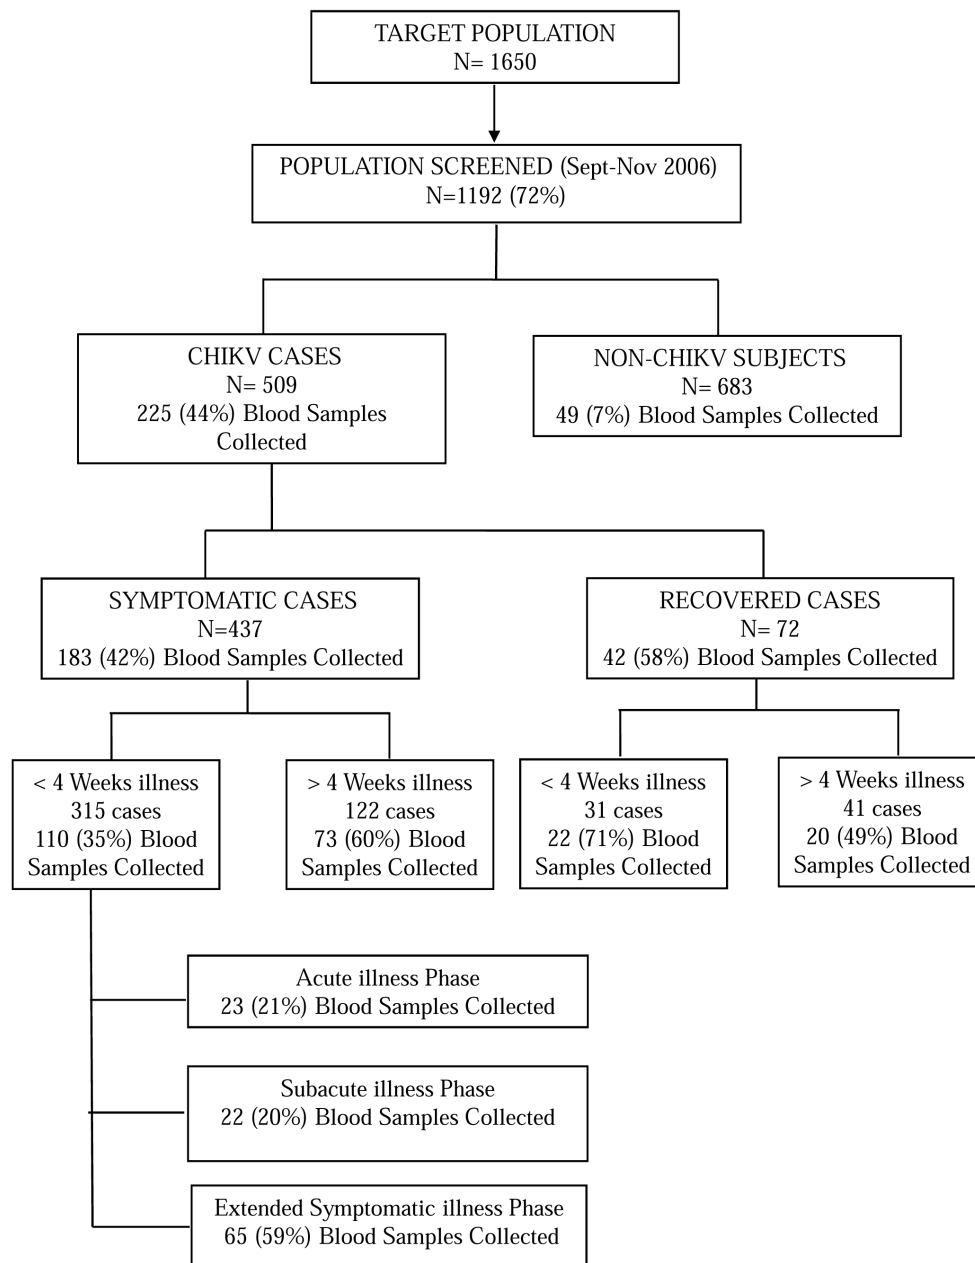 TARGET POPULATION
N= 1650
POPULATION SCREENED (Sept-Nov 2006)
N=1192 (72%)
CHIKV CASES
N= 509
225 (44%) Blood Samples
Collected
NON-CHIKV SUBJECTS
N= 683
49 (7%) Blood Samples Collected
SYMPTOMATIC CASES
N=437
183 (42%) Blood Samples Collected
RECOVERED CASES
N= 72
42 (58%) Blood Samples Collected
< 4 Weeks illness
315 cases
110 (35%) Blood
Samples Collected
> 4 Weeks illness
122 cases
73 (60%) Blood
Samples Collected
< 4 Weeks illness
31 cases
22 (71%) Blood
Samples Collected
> 4 Weeks illness
41 cases
20 (49%) Blood
Samples Collected
Acute illness Phase
23 (21%) Blood Samples Collected
Subacute illness Phase
22 (20%) Blood Samples Collected
Extended Symptomatic illness Phase
65 (59%) Blood Samples Collected